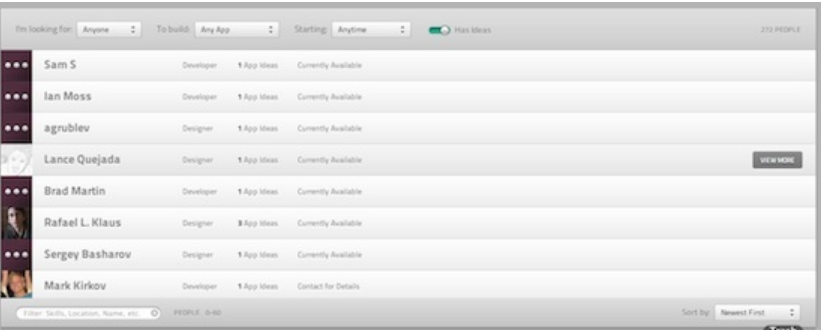 I'm looking for: Anyone To build: Any App Starting: Anytime Has Ideas 272 PEOPLE
Sam S Developer 1 App Ideas Currently Available
Ian Moss Developer 1 App Ideas Currently Available
agrublev Designer 1 App Ideas Currently Available
Lance Quejada Designer 1 App Ideas Currently Available VIEW MORE
Brad Martin Developer 1 App Ideas Currently Available
Rafael L. Klaus Designer 3 App Ideas Currently Available
Sergey Basharov Designer 1 App Ideas Currently Available
Mark Kirkov Developer 1 App Ideas Contact for Details
Filter: Skills, Location, Name, etc. PEOPLE 0-60 Sort by: Newest First